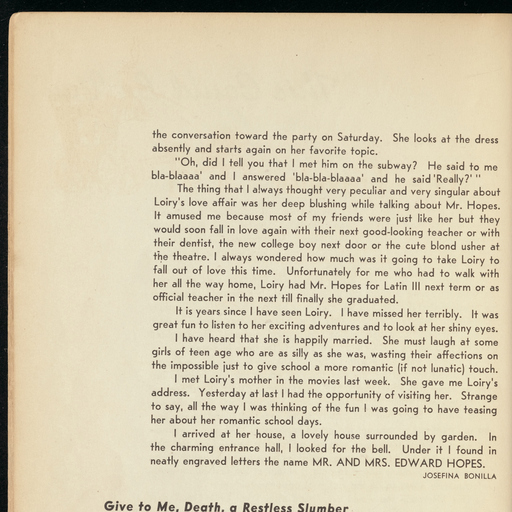 the conversation toward the party on Saturday. She looks at the dress
absently and starts again on her favorite topic.
"Oh, did I tell you that I met him on the subway? He said to me
bla-blaaaa' and I answered 'bla-bla-blaaaa' and he said 'Really?' "
The thing that I always thought very peculiar and very singular about
Loiry's love affair was her deep blushing while talking about Mr. Hopes.
It amused me because most of my friends were just like her but they
would soon fall in love again with their next good-looking teacher or with
their dentist, the new college boy next door or the cute blond usher at
the theatre. I always wondered how much was it going to take Loiry to
fall out of love this time. Unfortunately for me who had to walk with
her all the way home, Loiry had Mr. Hopes for Latin III next term or as
official teacher in the next till finally she graduated.
It is years since I have seen Loiry. I have missed her terribly. It was
great fun to listen to her exciting adventures and to look at her shiny eyes.
I have heard that she is happily married. She must laugh at some
girls of teen age who are as silly as she was, wasting their affections on
the impossible just to give school a more romantic (if not lunatic) touch.
I met Loiry's mother in the movies last week. She gave me Loiry's
address. Yesterday at last I had the opportunity of visiting her. Strange
to say, all the way I was thinking of the fun I was going to have teasing
her about her romantic school days.
I arrived at her house, a lovely house surrounded by garden. In
the charming entrance hall, I looked for the bell. Under it I found in
neatly engraved letters the name MR. AND MRS. EDWARD HOPES.
JOSEFINA BONILLA
Give to Me, Death, a Restless Slumber